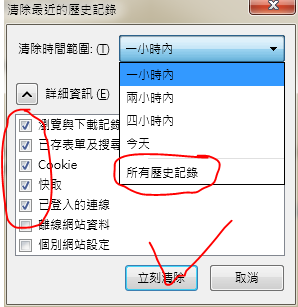 清除最近的歷史記錄
清除時間範圍: (T) 一小時內
一小時內
兩小時內
四小時內
今天
所有歷史記錄
詳細資訊 (E)
瀏覽與下載記
已存表單及搜尋
Cookie
快取
已登入的連線
離線網站資料
個別網站設定
立刻清除
取消